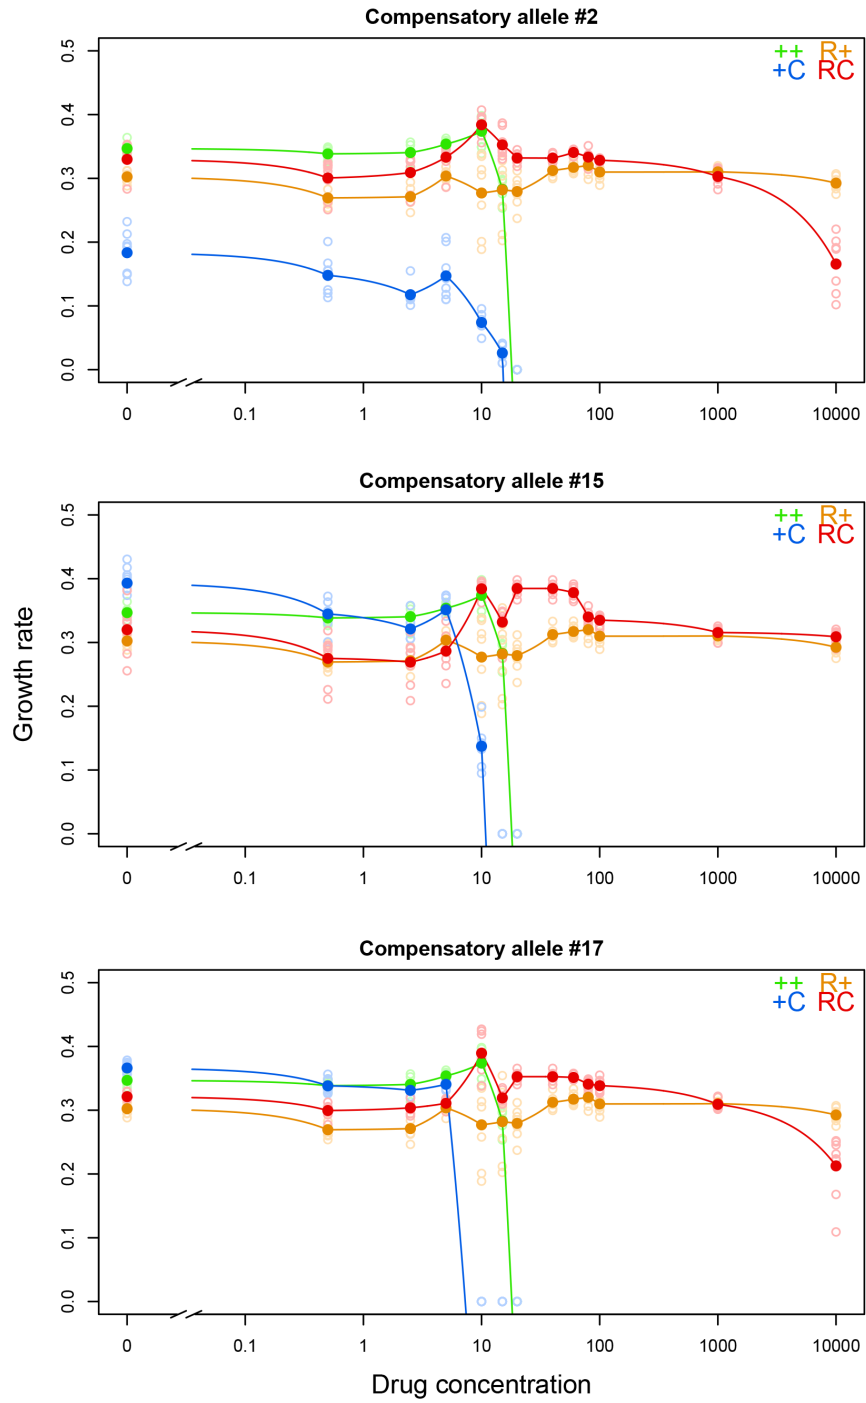 Compensatory allele #2
++ R+
+C RC
0.5
0.4
0.3
0.2
0.1
0.0
0 0.1 1 10 100 1000 10000
Compensatory allele #15
++ R+
+C RC
0.5
0.4
0.3
0.2
0.1
0.0
0 0.1 1 10 100 1000 10000
Growth rate
Compensatory allele #17
++ R+
+C RC
0.5
0.4
0.3
0.2
0.1
0.0
0 0.1 1 10 100 1000 10000
Drug concentration